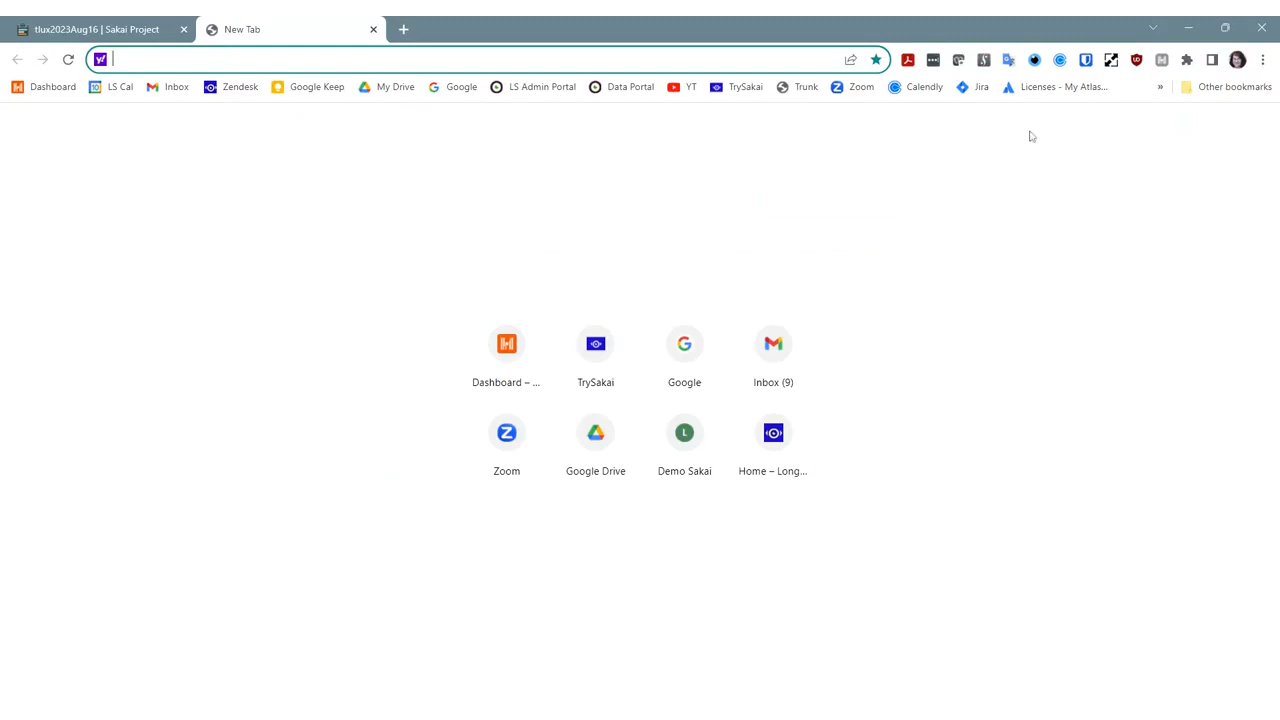 tlux2023Aug16 | Sakai Project
New Tab
Dashboard
LS Cal
Inbox
Zendesk
Google Keep
My Drive
Google
LS Admin Portal
Data Portal
YT
TrySakai
Trunk
Zoom
Calendly
Jira
Licenses - My Atlas...
»
Other bookmarks
Dashboard – ...
TrySakai
Google
Inbox (9)
Zoom
Google Drive
L
Demo Sakai
Home – Long...